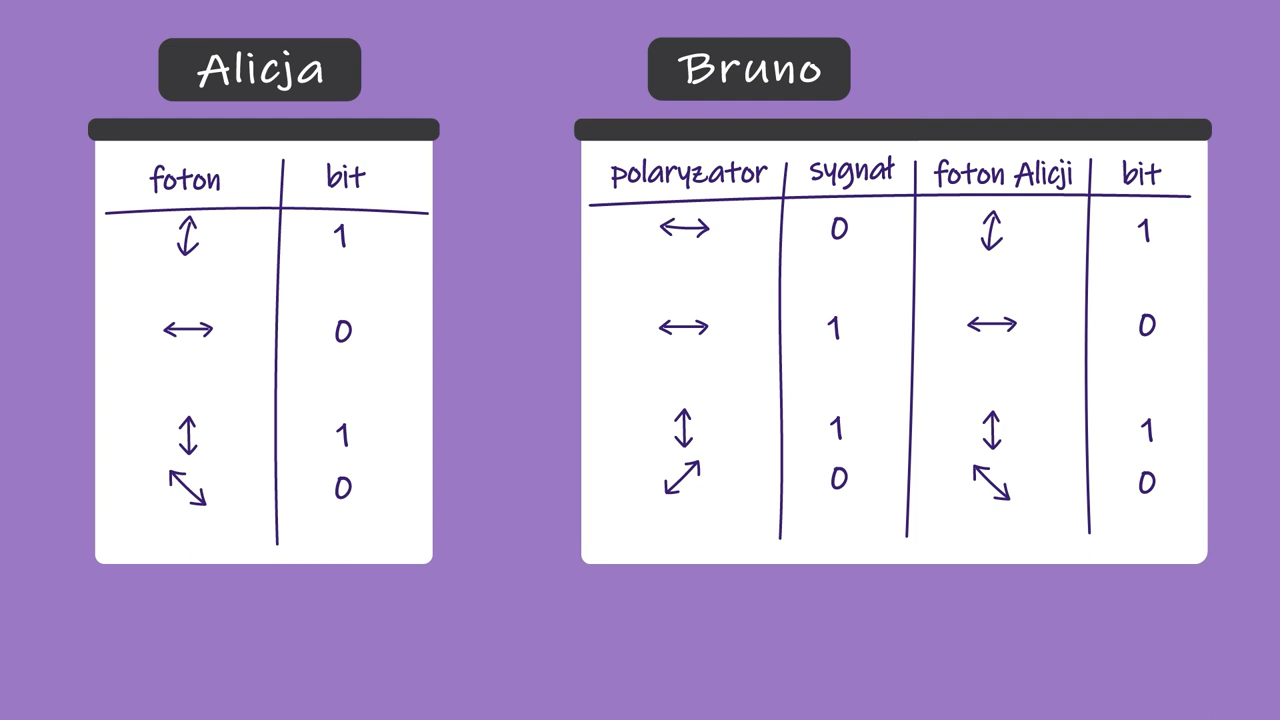 Alicja
Bruno
foton bit
1
0
1
0
polaryzator sygnał foton Alicji bit
0 1
1 0
1 1
0 0